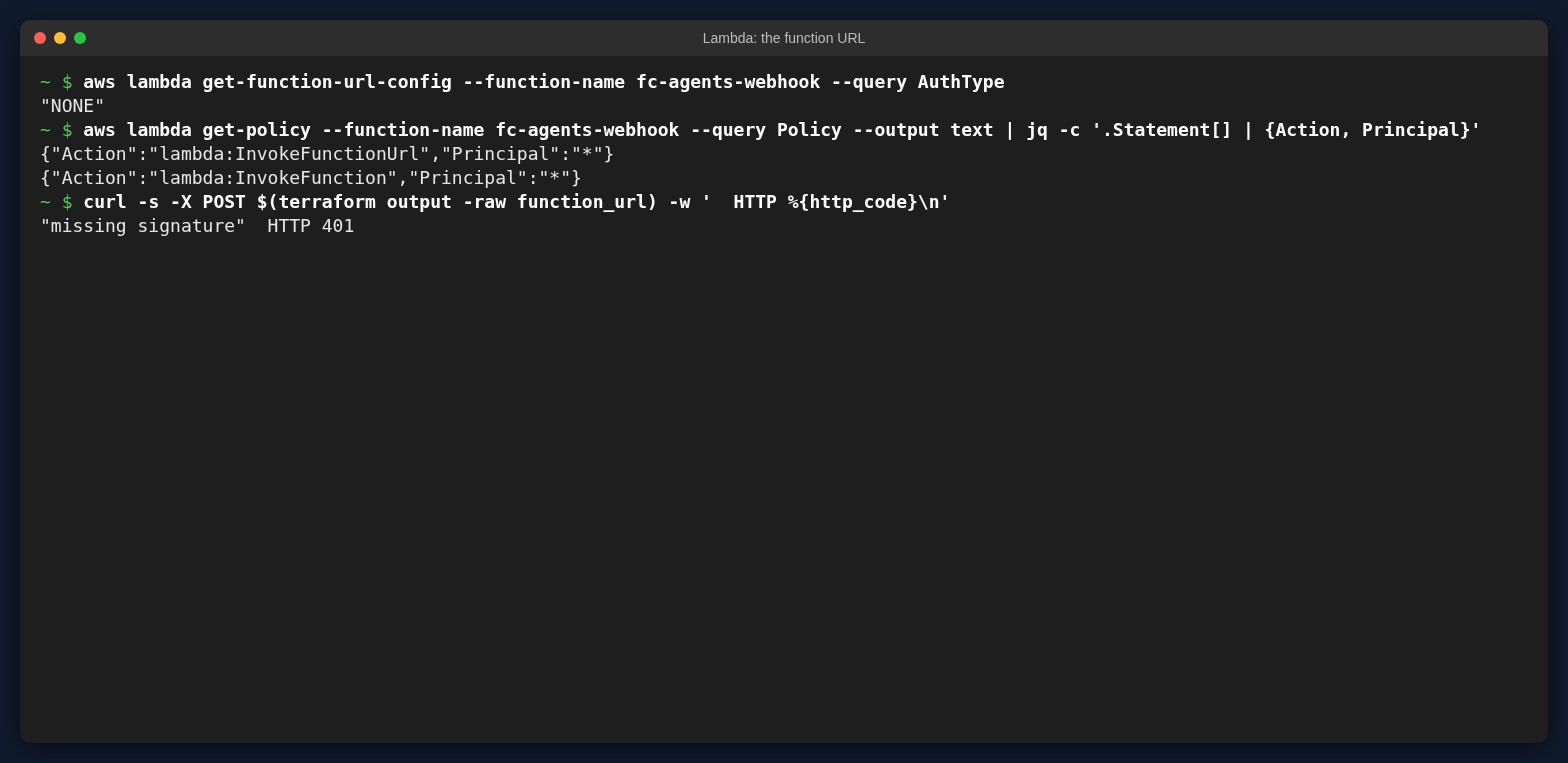 Lambda: the function URL
~ $ aws lambda get-function-url-config --function-name fc-agents-webhook --query AuthType
"NONE"
~ $ aws lambda get-policy --function-name fc-agents-webhook --query Policy --output text | jq -c '.Statement[] | {Action, Principal}'
{"Action":"lambda:InvokeFunctionUrl","Principal":"*"}
{"Action":"lambda:InvokeFunction","Principal":"*"}
~ $ curl -s -X POST $(terraform output -raw function_url) -w '  HTTP %{http_code}\n'
"missing signature"  HTTP 401